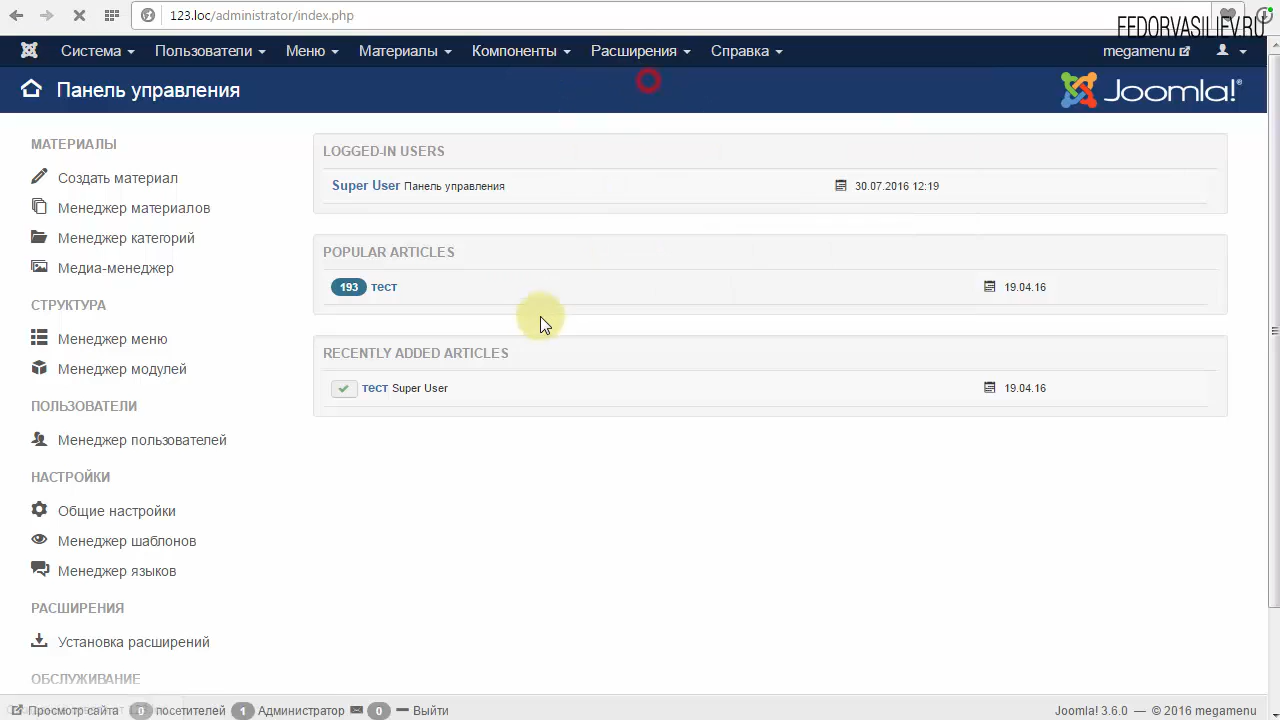 123.loc/administrator/index.php
FEDORVASILIEV.RU
Система Пользователи Меню Материалы Компоненты Расширения Справка megamenu
Панель управления
Joomla!®
МАТЕРИАЛЫ
Создать материал
Менеджер материалов
Менеджер категорий
Медиа-менеджер
СТРУКТУРА
Менеджер меню
Менеджер модулей
ПОЛЬЗОВАТЕЛИ
Менеджер пользователей
НАСТРОЙКИ
Общие настройки
Менеджер шаблонов
Менеджер языков
РАСШИРЕНИЯ
Установка расширений
ОБСЛУЖИВАНИЕ
LOGGED-IN USERS
Super User Панель управления 30.07.2016 12:19
POPULAR ARTICLES
193 тест 19.04.16
RECENTLY ADDED ARTICLES
тест Super User 19.04.16
Просмотр сайта 0 посетителей 1 Администратор 0 Выйти
Joomla! 3.6.0 — © 2016 megamenu